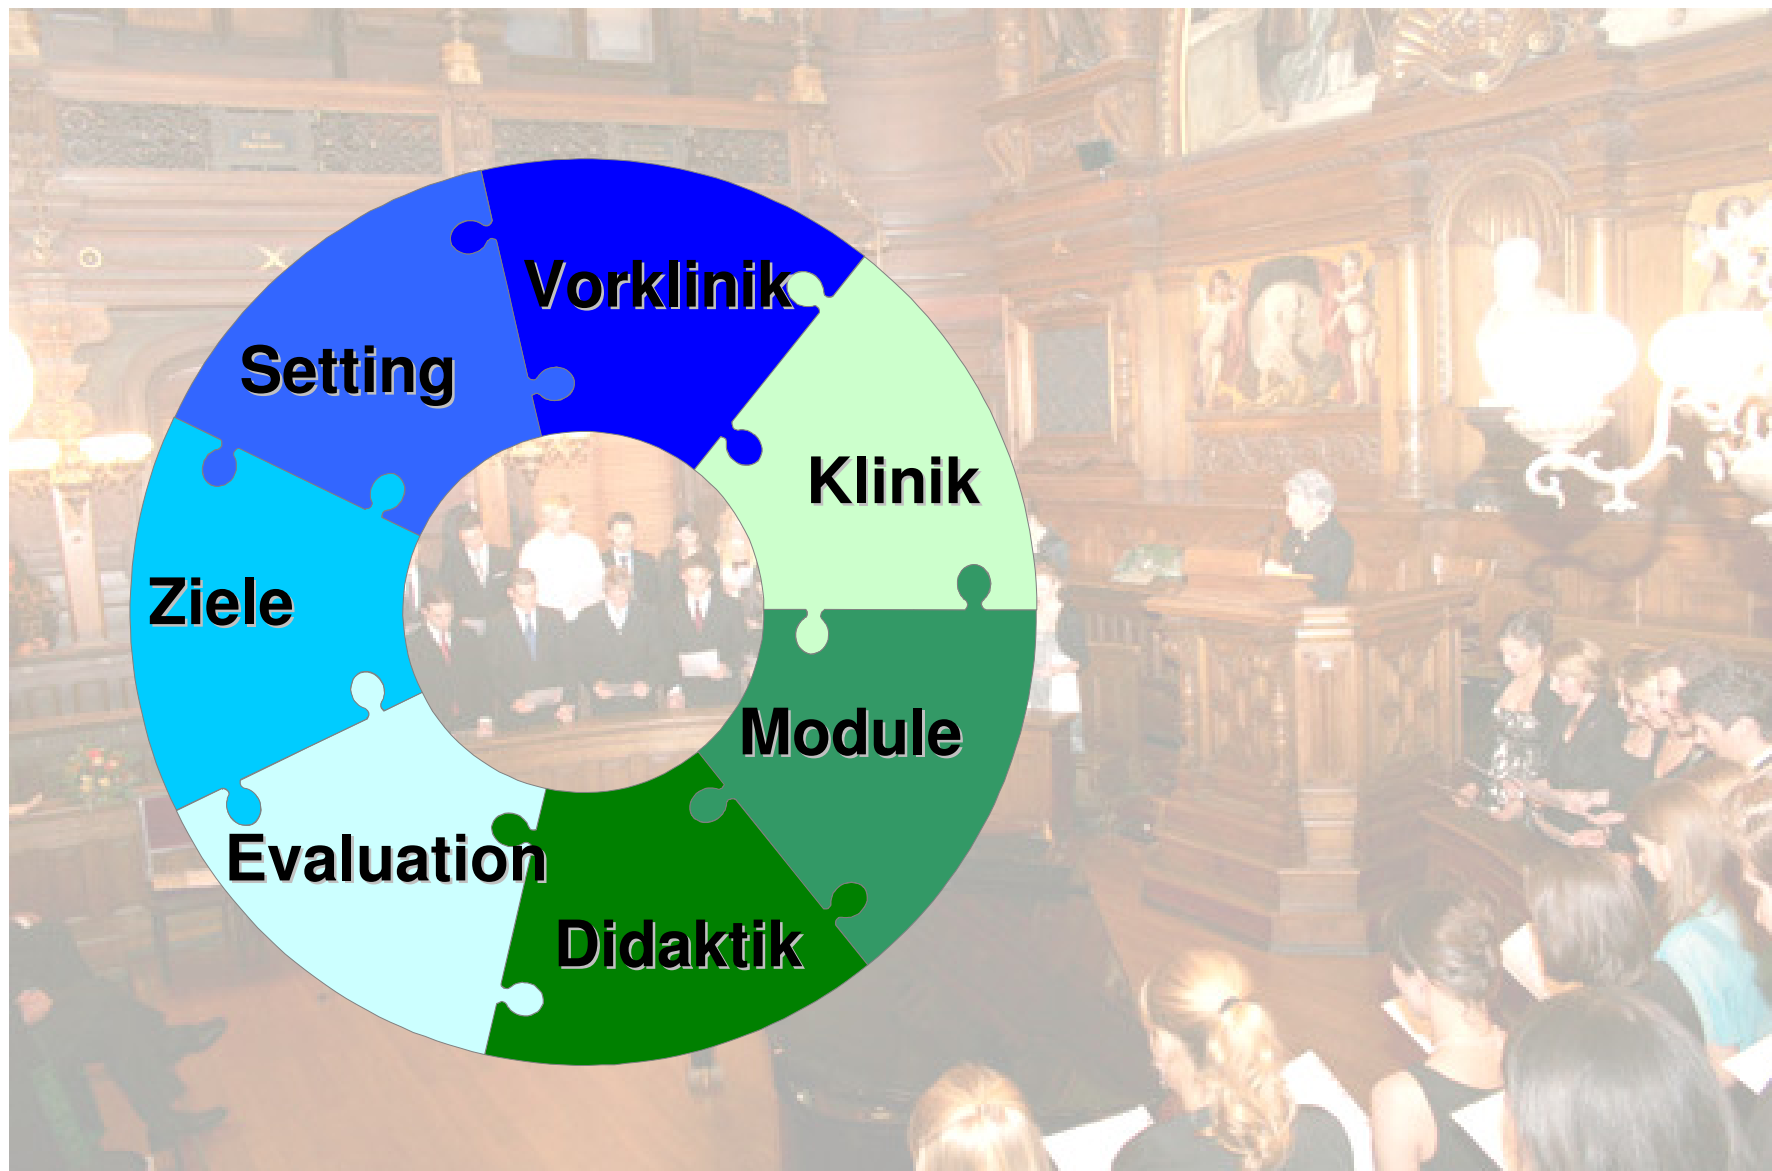 Vorklinik
Setting
Klinik
Ziele
Module
Evaluation
Didaktik